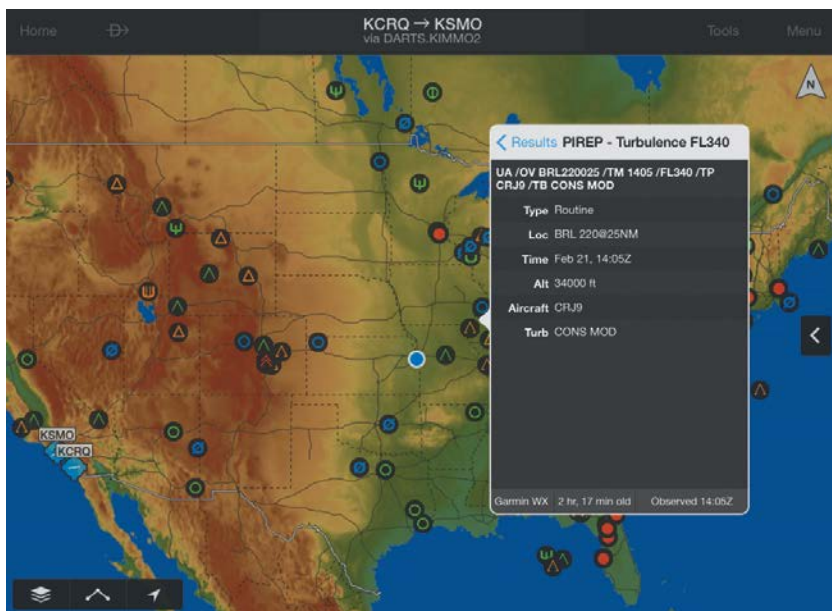 Home
KCRQ → KSMO
via DARTS.KIMMO2
Tools
Menu
N
Results PIREP - Turbulence FL340
UA /OV BRL220025 /TM 1405 /FL340 /TP
CRJ9 /TB CONS MOD
Type Routine
Loc BRL 220@25NM
Time Feb 21, 14:05Z
Alt 34000 ft
Aircraft CRJ9
Turb CONS MOD
KSMO
KCRQ
Garmin WX 2 hr, 17 min old Observed 14:05Z